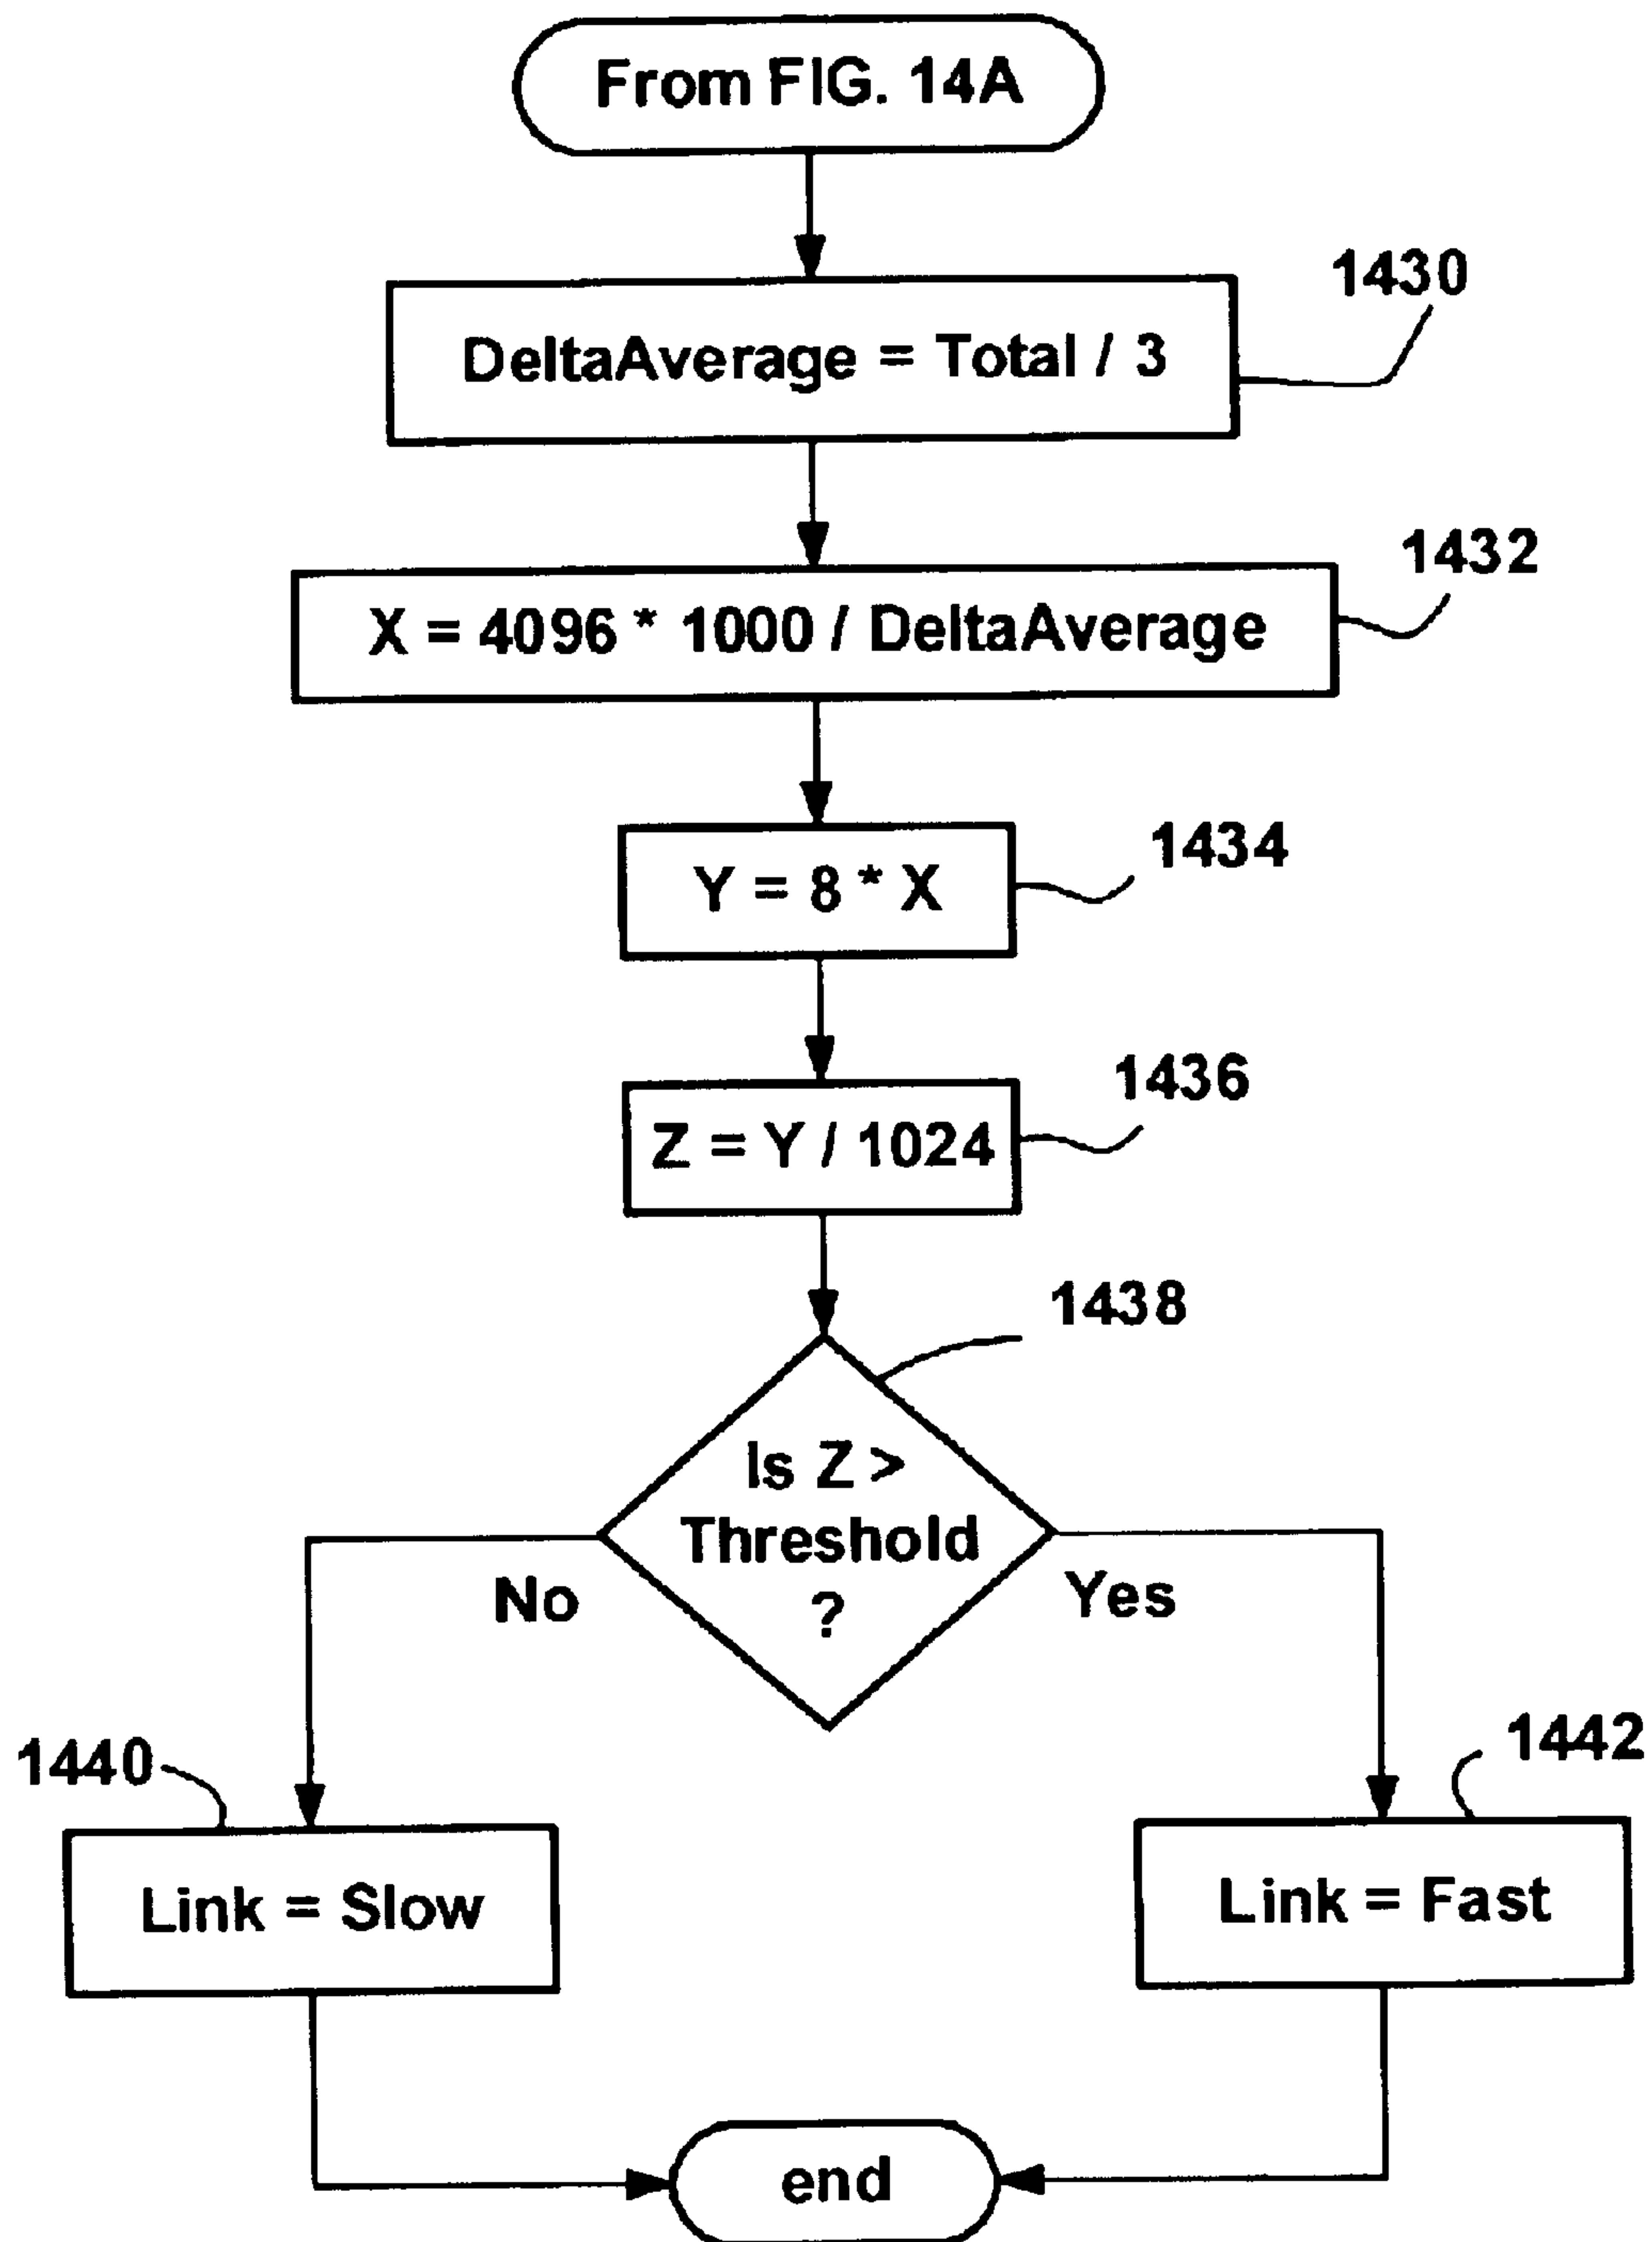 From FIG. 14A
1430
DeltaAverage = Total / 3
1432
X = 4096 * 1000 / DeltaAverage
1434
Y = 8 * X
1436
Z = Y / 1024
1438
Is Z >
Threshold
?
No
Yes
1440
1442
Link = Slow
Link = Fast
end